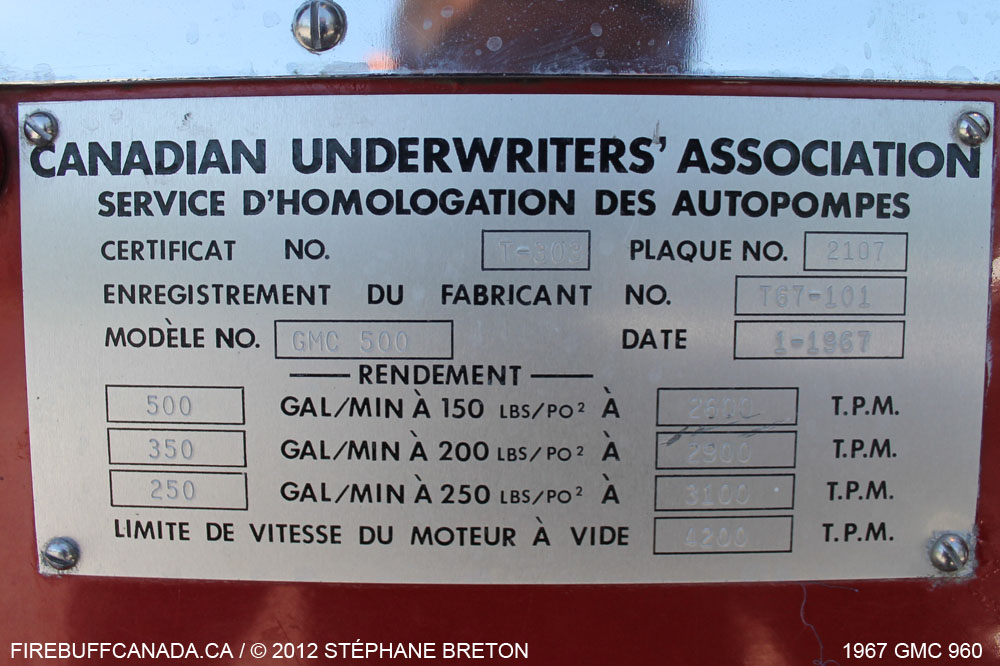 CANADIAN UNDERWRITERS' ASSOCIATION
SERVICE D'HOMOLOGATION DES AUTOPOMPES
CERTIFICAT NO. T-303 PLAQUE NO. 2107
ENREGISTREMENT DU FABRICANT NO. T67-101
MODÈLE NO. GMC 500 DATE 1-1967
RENDEMENT
500 GAL/MIN À 150 LBS/PO² À 2600 T.P.M.
350 GAL/MIN À 200 LBS/PO² À 2900 T.P.M.
250 GAL/MIN À 250 LBS/PO² À 3100 T.P.M.
LIMITE DE VITESSE DU MOTEUR À VIDE 4200 T.P.M.
FIREBUFFCANADA.CA / © 2012 STÉPHANE BRETON 1967 GMC 960